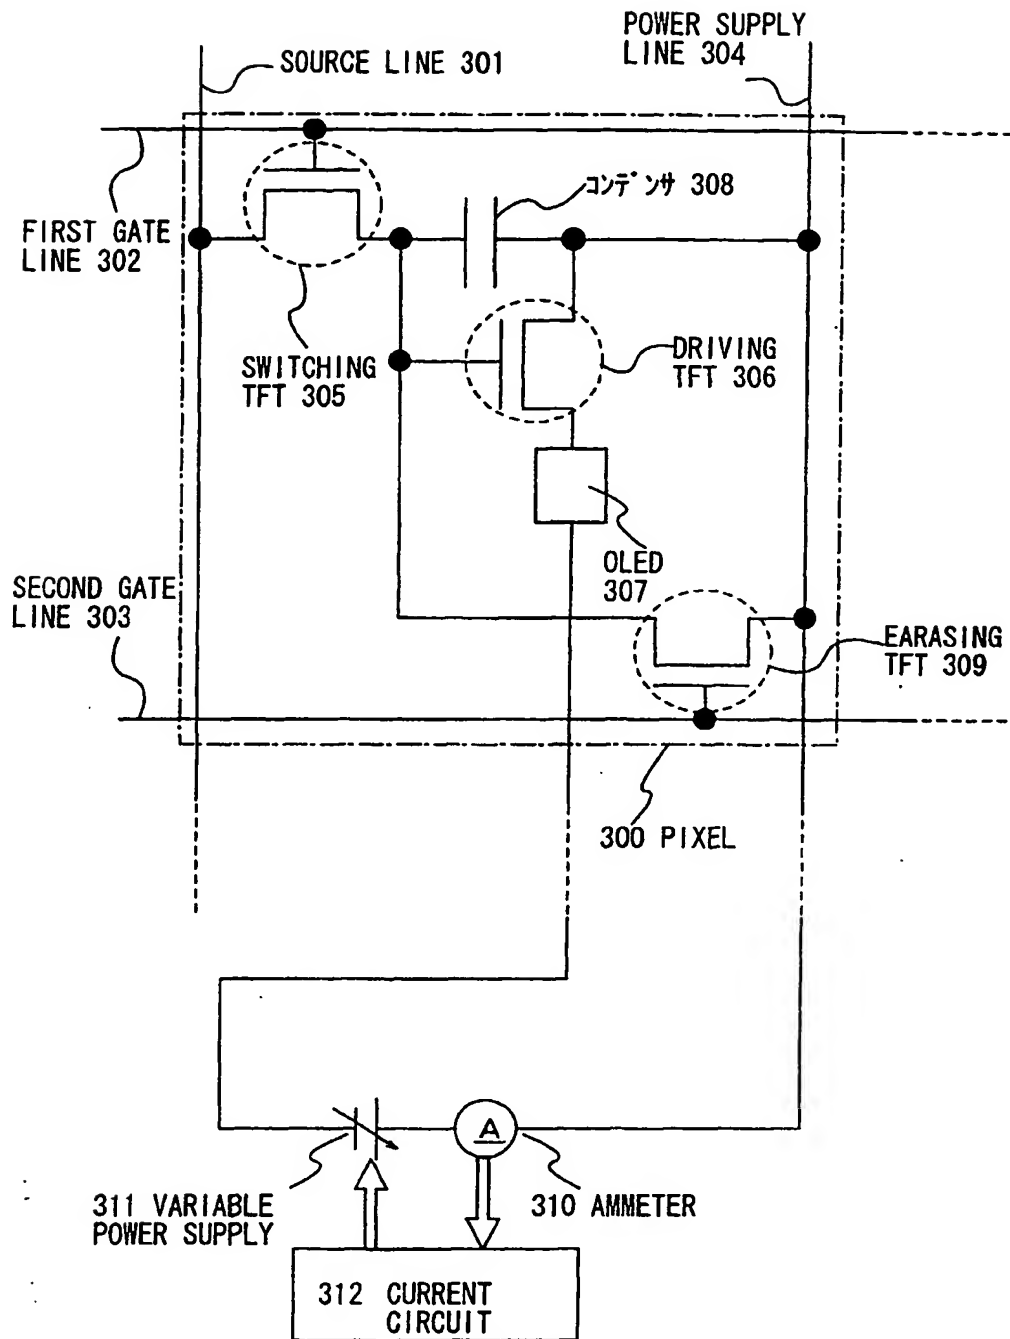 POWER SUPPLY
LINE 304
SOURCE LINE 301
コンデンサ 308
FIRST GATE
LINE 302
SWITCHING
TFT 305
DRIVING
TFT 306
OLED
307
SECOND GATE
LINE 303
EARASING
TFT 309
300 PIXEL
A
311 VARIABLE
POWER SUPPLY
310 AMMETER
312 CURRENT
CIRCUIT